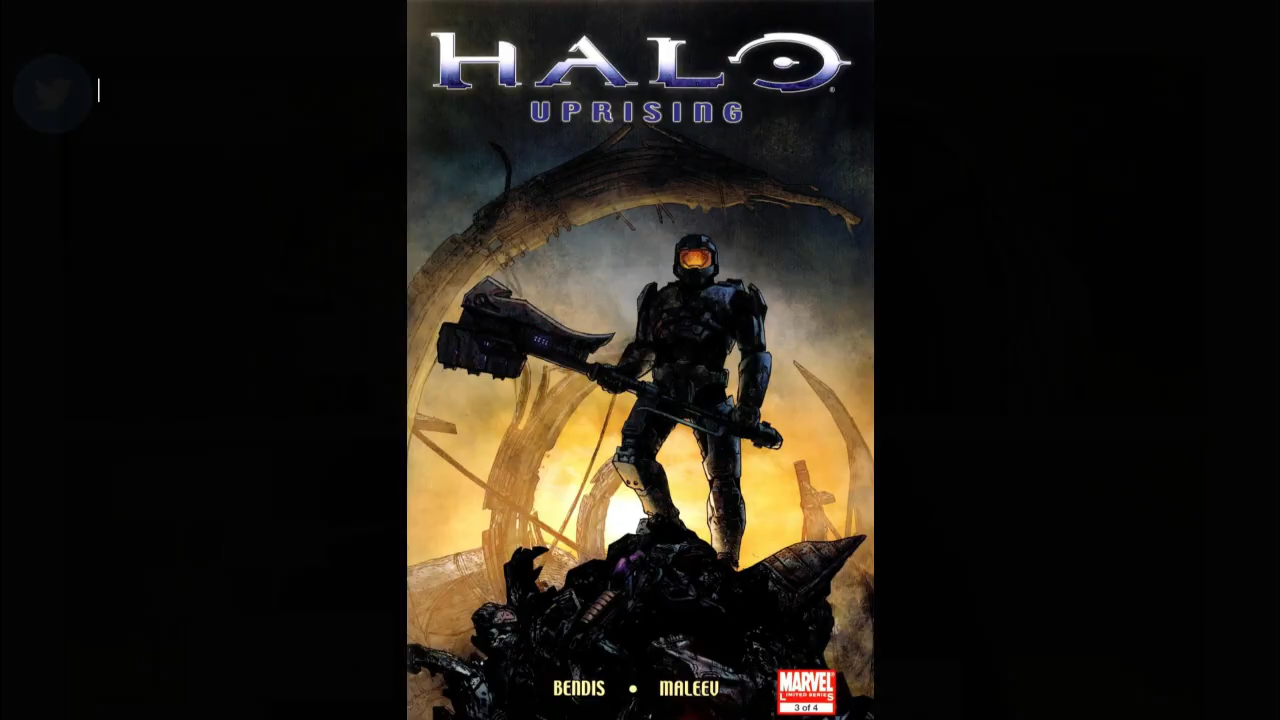 HALO
UPRISING
BENDIS • MALEEV
MARVEL
LIMITED SERIES
3 of 4